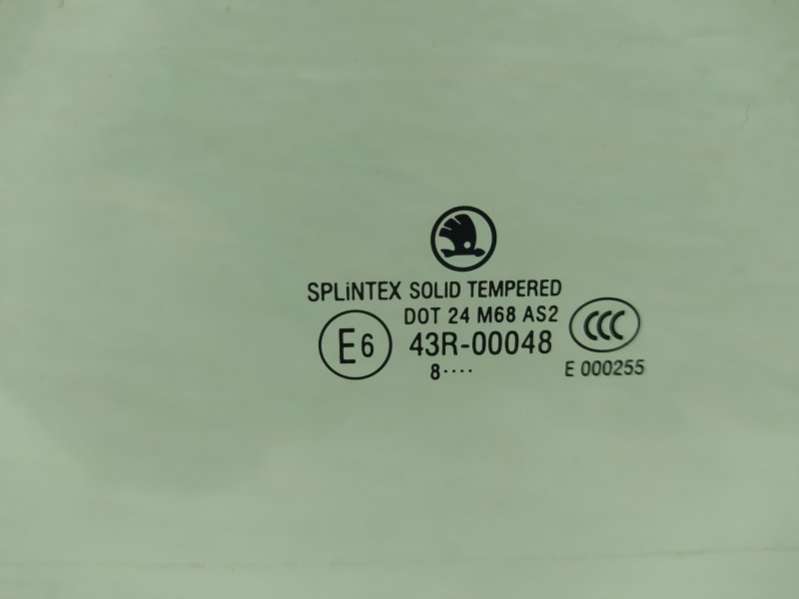 SPLiNTEX SOLID TEMPERED
DOT 24 M68 AS2
E6 43R-00048 CCC
8····
E 000255